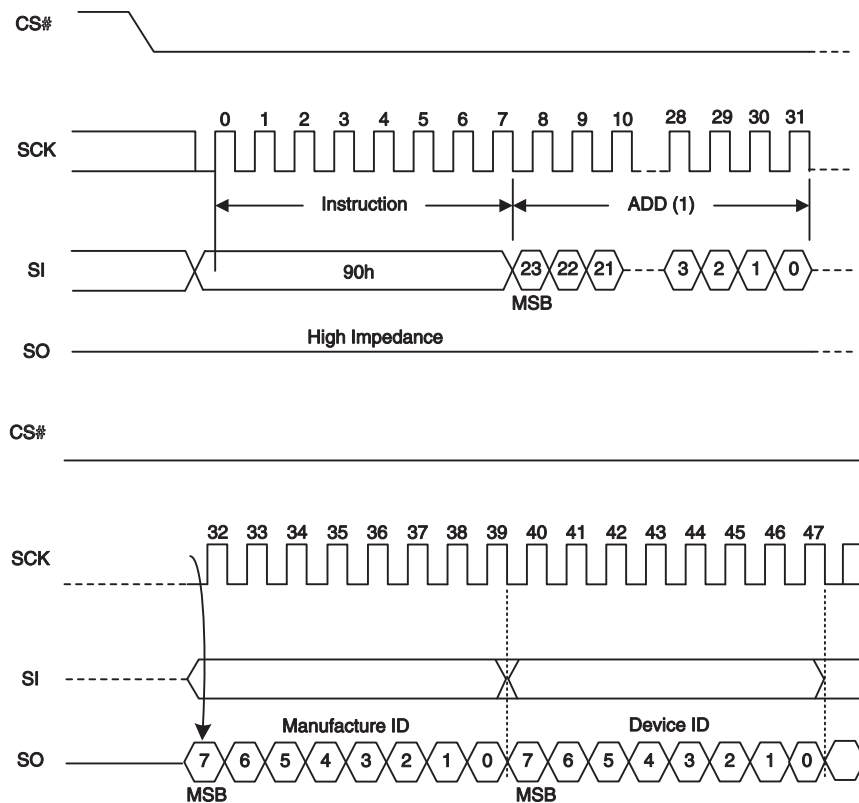 CS#
0 1 2 3 4 5 6 7 8 9 10 28 29 30 31
SCK
Instruction ADD (1)
SI 90h 23 22 21 3 2 1 0
MSB
High Impedance
SO
CS#
32 33 34 35 36 37 38 39 40 41 42 43 44 45 46 47
SCK
SI
Manufacture ID Device ID
SO 7 6 5 4 3 2 1 0 7 6 5 4 3 2 1 0
MSB MSB